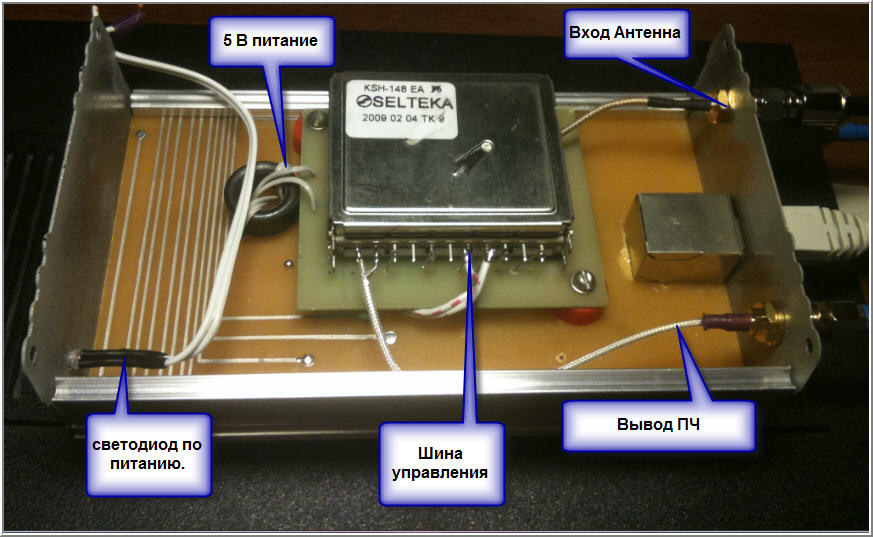 5 В питание
Вход Антенна
KSH-148 EA
SELTEKA
2009 02 04 TK 9
светодиод по
питанию.
Шина
управления
Вывод ПЧ